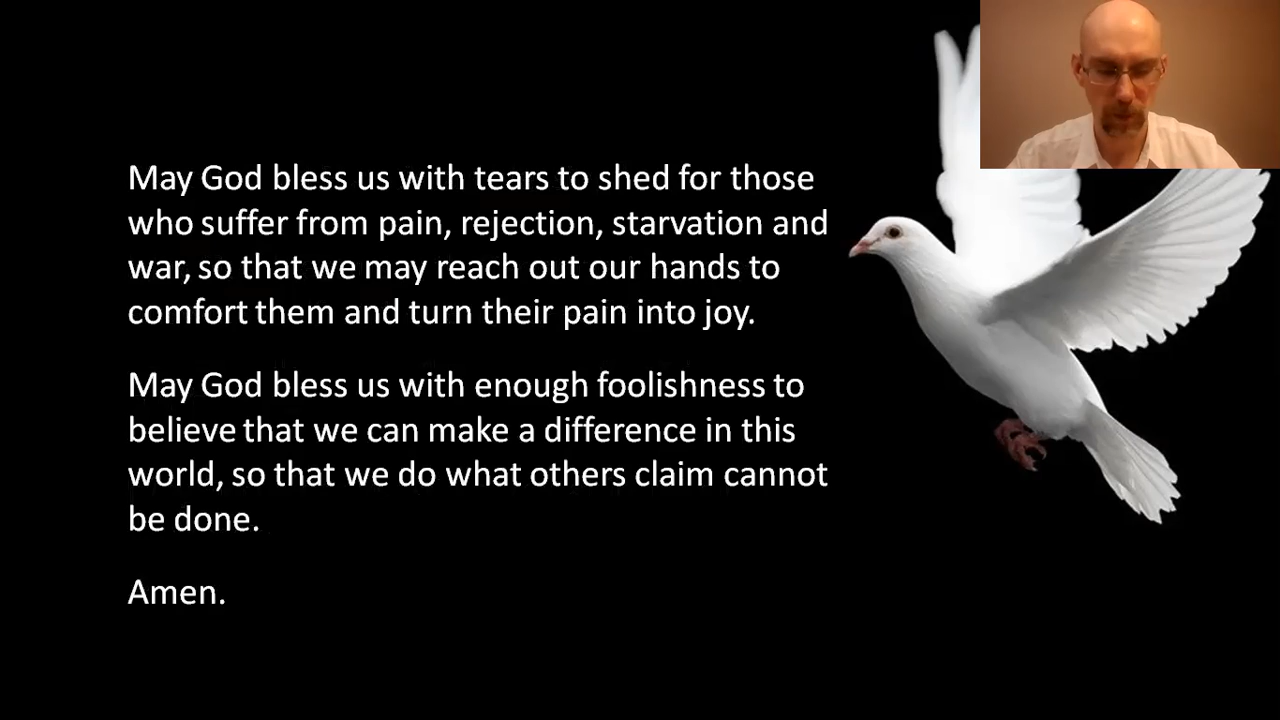 May God bless us with tears to shed for those
who suffer from pain, rejection, starvation and
war, so that we may reach out our hands to
comfort them and turn their pain into joy.
May God bless us with enough foolishness to
believe that we can make a difference in this
world, so that we do what others claim cannot
be done.
Amen.